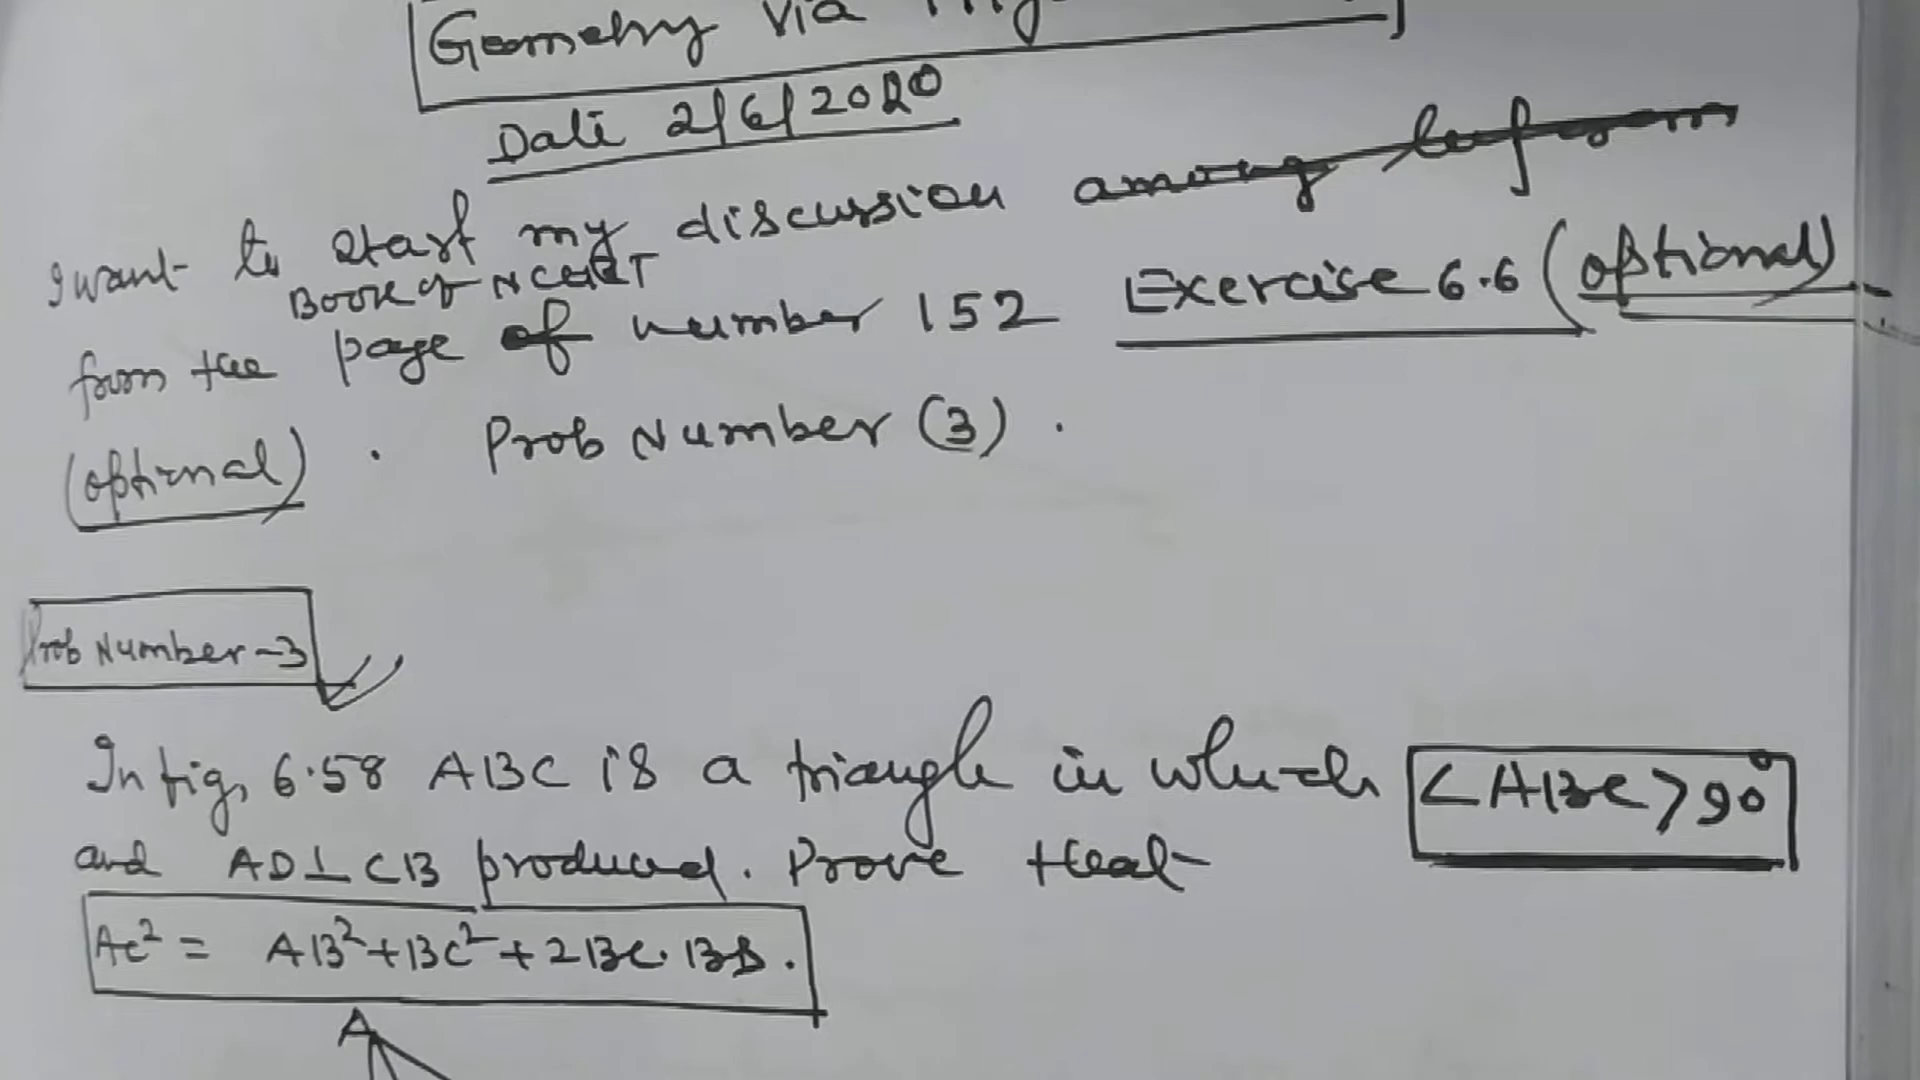 Geometry Via
Date 2/6/2020
I want to start my discussion among
Book of NCERT
from the page of number 152 Exercise 6.6 (optional)
(optional) . Prob Number (3) .
Prob Number-3
In fig, 6.58 ABC is a triangle in which <ABC>90°
and AD⊥CB produced. Prove that
AC² = AB²+BC²+2BC.BD.
A